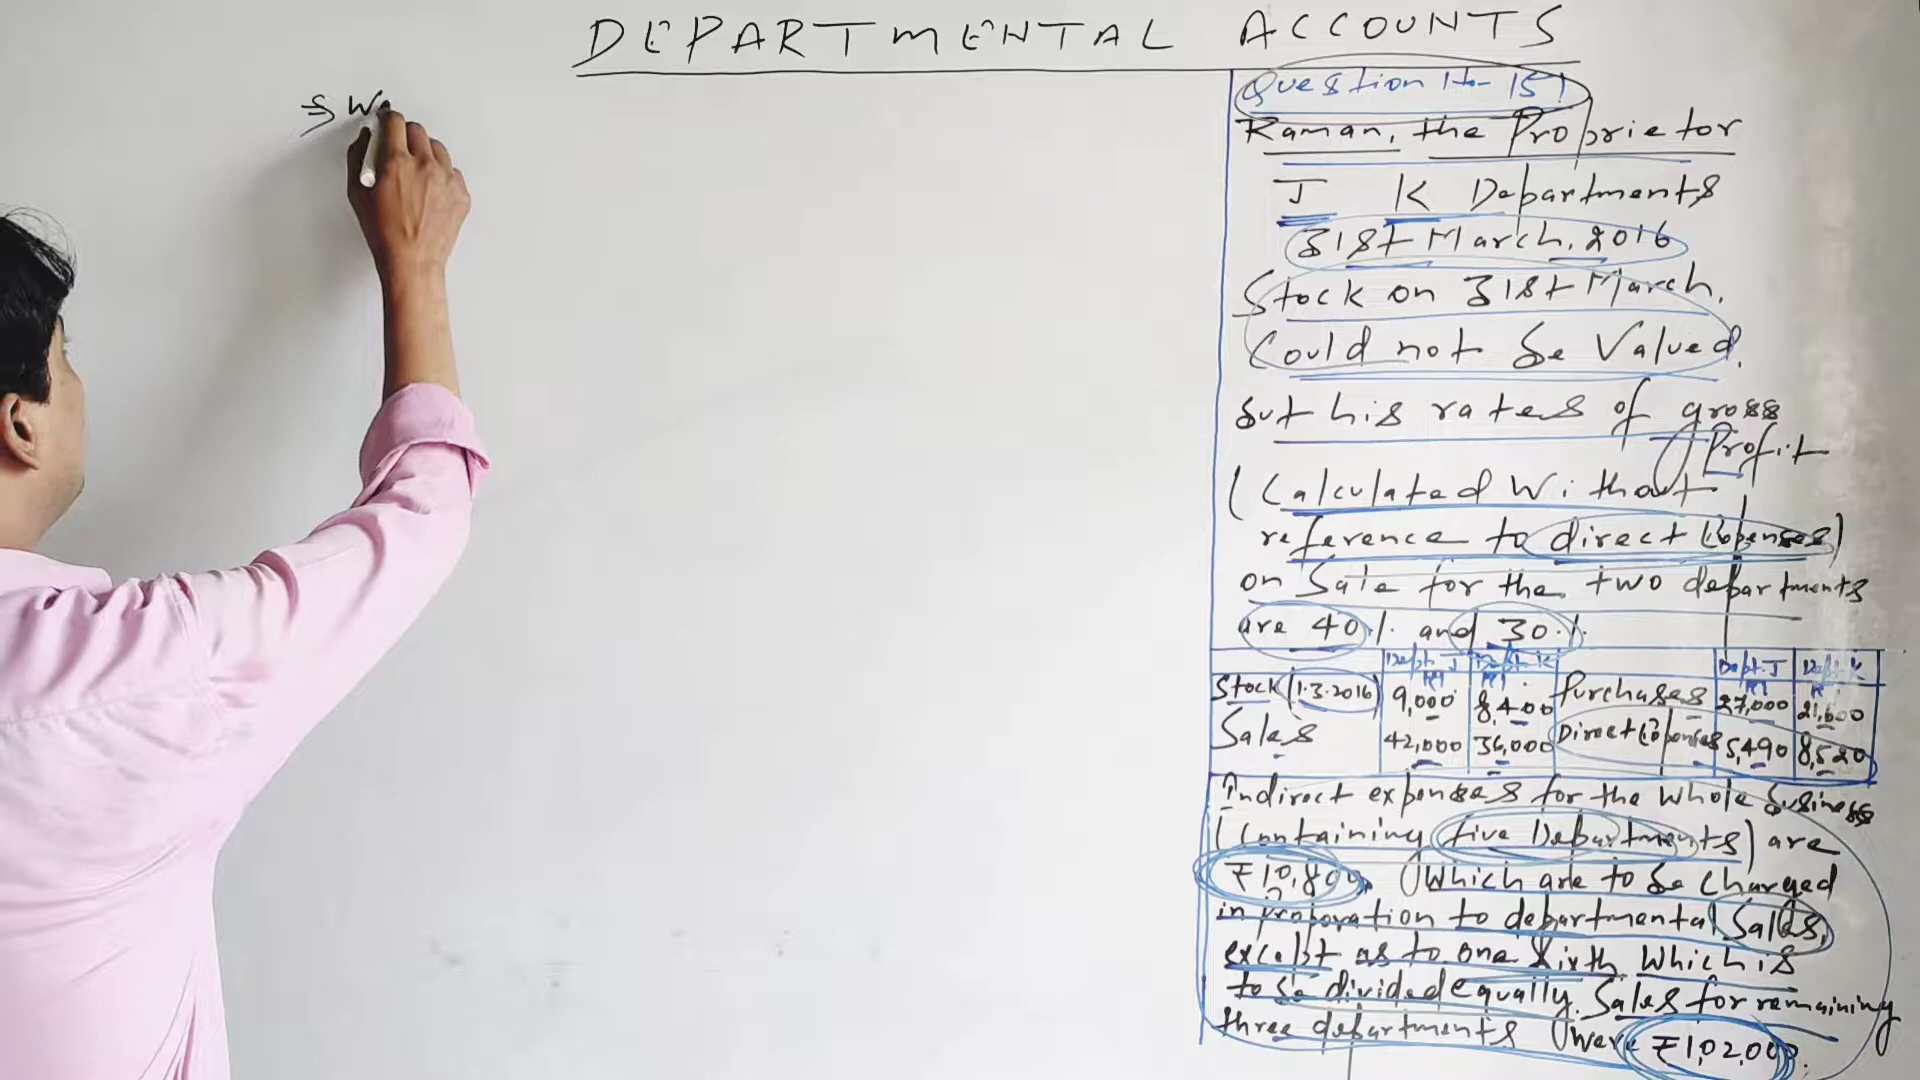 DEPARTMENTAL ACCOUNTS
⇒ W
Question No- 15!
Raman, the Proprietor
J K Departments
31st March, 2016
Stock on 31st March,
Could not be Valued,
but his rates of gross
Profit
(Calculated Without
reference to direct Expenses)
on Sale for the two departments
are 40% and 30%.
Dept. J Dept. K Dept. J Dept. K
Stock (1.3.2016) 9,000 8,400 Purchases 27,000 21,600
Sales 42,000 36,000 Direct Expenses 5,490 8,520
Indirect expenses for the Whole business
(Containing five Departments) are
₹10,800, Which are to be charged
in proporation to departmental Sales,
except as to one sixth Which is
to be divided equally. Sales for remaining
three departments were ₹1,02,000.